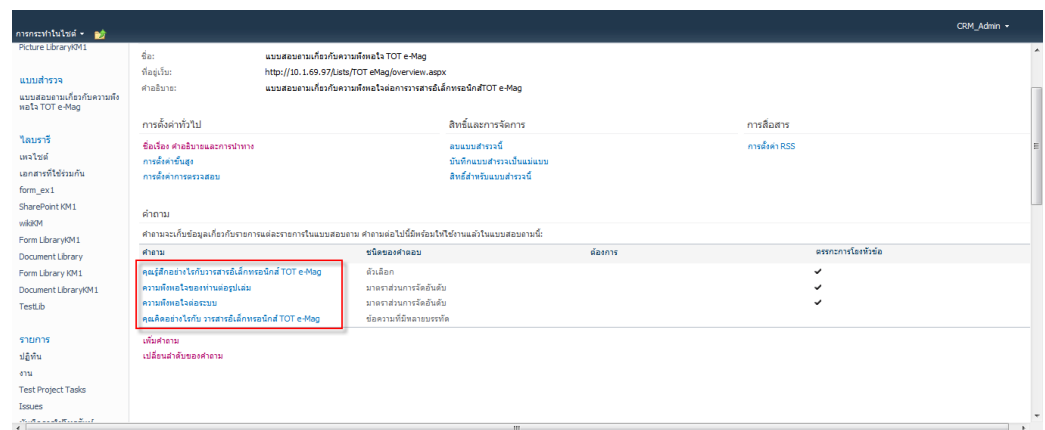 CRM_Admin
การกระทำในไซต์
Picture LibraryKM1
แบบสำรวจ
แบบสอบถามเกี่ยวกับความพึง
พอใจ TOT e-Mag
ไลบรารี
เพจไซต์
เอกสารที่ใช้ร่วมกัน
form_ex1
SharePoint KM1
wikiKM
Form LibraryKM1
Document Library
Form Library KM1
Document LibraryKM1
TestLib
รายการ
ปฏิทิน
งาน
Test Project Tasks
Issues
ชื่อ: แบบสอบถามเกี่ยวกับความพึงพอใจ TOT e-Mag
ที่อยู่เว็บ: http://10.1.69.97/Lists/TOT eMag/overview.aspx
คำอธิบาย: แบบสอบถามเกี่ยวกับความพึงพอใจต่อการวารสารอิเล็กทรอนิกส์TOT e-Mag
การตั้งค่าทั่วไป สิทธิ์และการจัดการ การสื่อสาร
ชื่อเรื่อง คำอธิบายและการนำทาง ลบแบบสำรวจนี้ การตั้งค่า RSS
การตั้งค่าขั้นสูง บันทึกแบบสำรวจเป็นแม่แบบ
การตั้งค่าการตรวจสอบ สิทธิ์สำหรับแบบสำรวจนี้
คำถาม
คำถามจะเก็บข้อมูลเกี่ยวกับรายการแต่ละรายการในแบบสอบถาม คำถามต่อไปนี้มีพร้อมให้ใช้งานแล้วในแบบสอบถามนี้:
คำถาม ชนิดของคำตอบ ต้องการ ตรรกะการโยงหัวข้อ
คุณรู้สึกอย่างไรกับวารสารอิเล็กทรอนิกส์ TOT e-Mag ตัวเลือก ✔
ความพึงพอใจของท่านต่อรูปเล่ม มาตราส่วนการจัดอันดับ ✔
ความพึงพอใจต่อระบบ มาตราส่วนการจัดอันดับ ✔
คุณคิดอย่างไรกับ วารสารอิเล็กทรอนิกส์ TOT e-Mag ข้อความที่มีหลายบรรทัด
เพิ่มคำถาม
เปลี่ยนลำดับของคำถาม